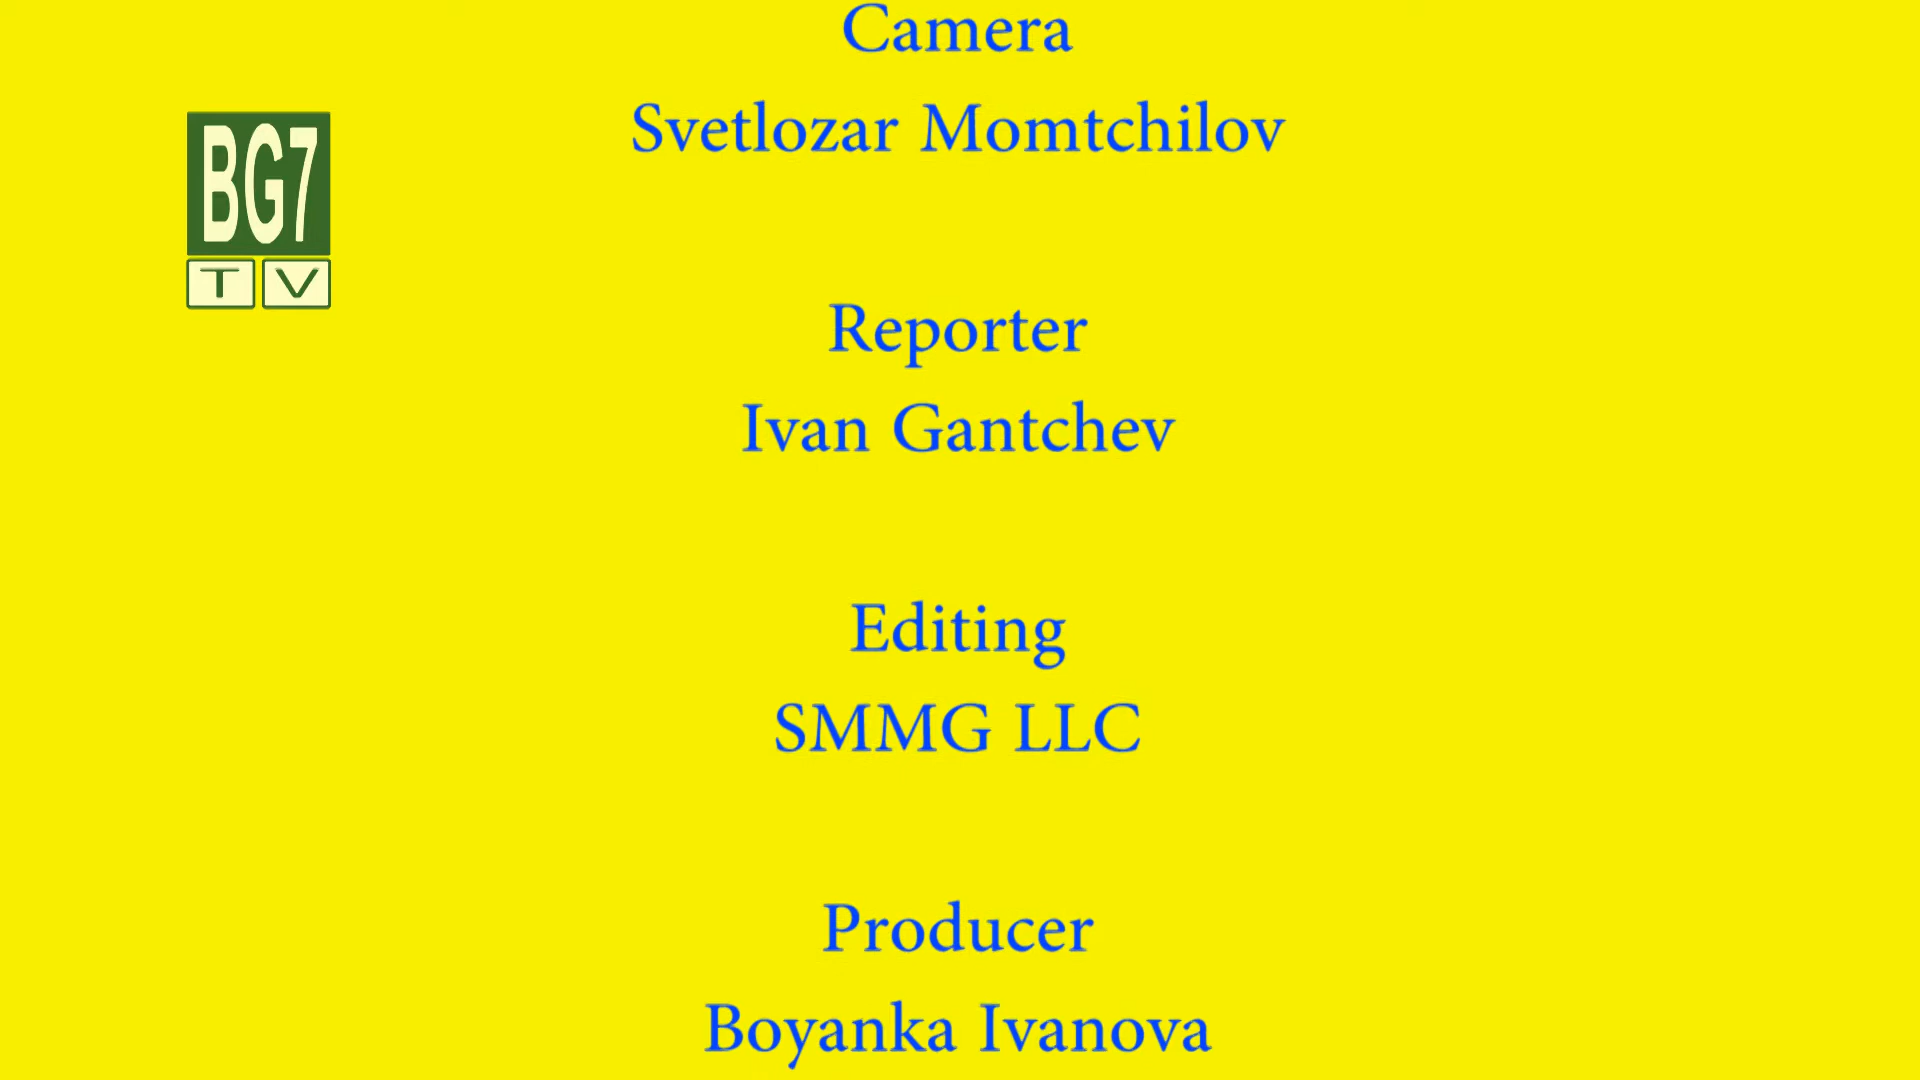 Camera
Svetlozar Momtchilov
BG7
TV
Reporter
Ivan Gantchev
Editing
SMMG LLC
Producer
Boyanka Ivanova